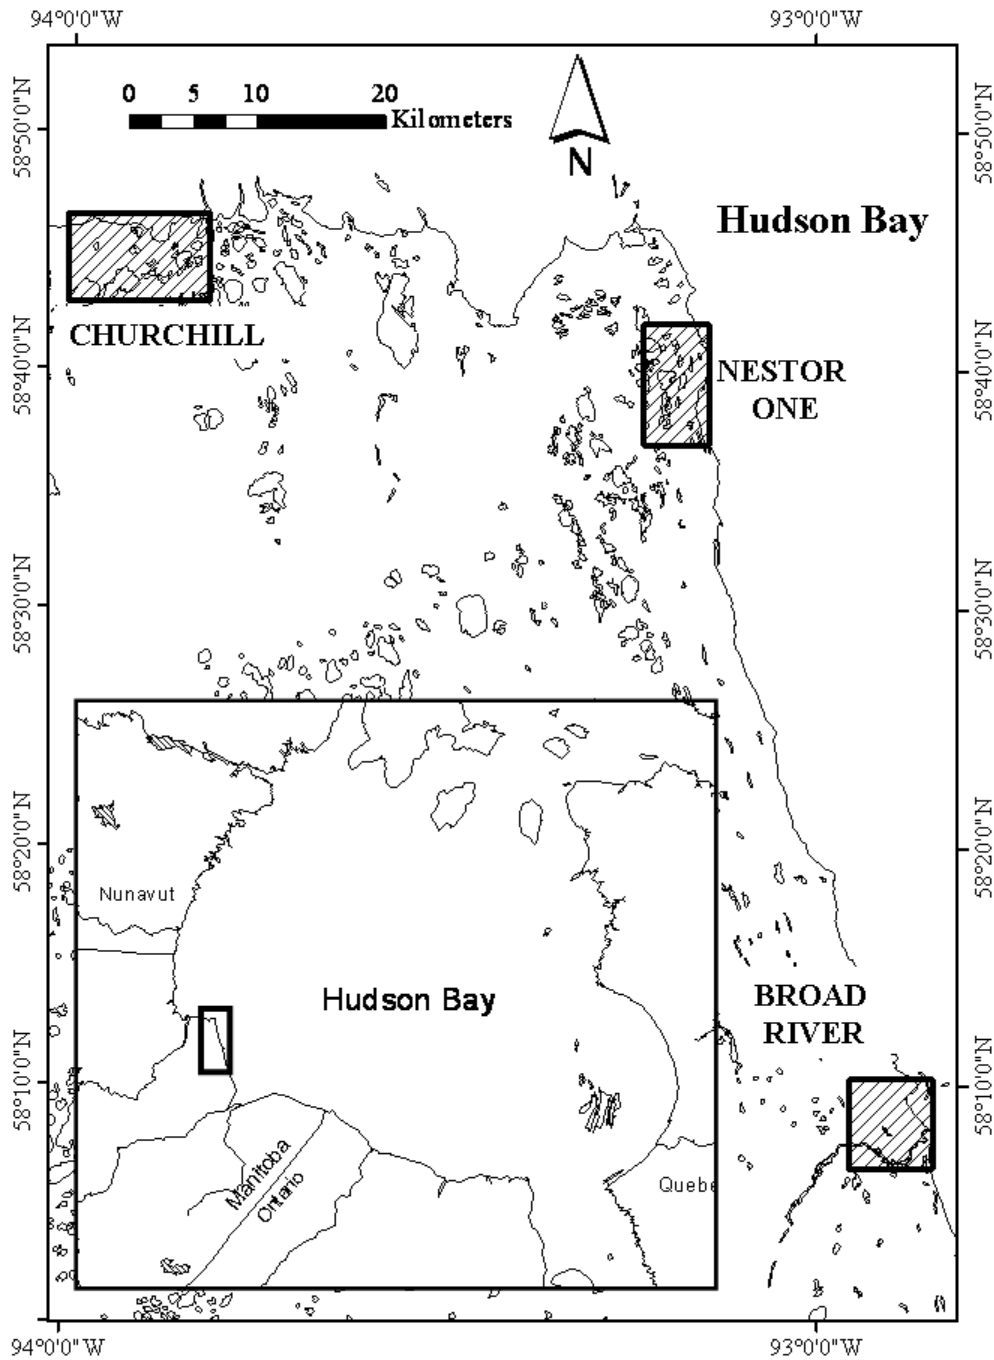 94°0'0"W 93°0'0"W
0 5 10 20
Kilometers
N
Hudson Bay
58°50'0"N 58°50'0"N
CHURCHILL
58°40'0"N 58°40'0"N
NESTOR
ONE
58°30'0"N 58°30'0"N
58°20'0"N 58°20'0"N
Nunavut
Hudson Bay
BROAD
RIVER
58°10'0"N 58°10'0"N
Manitoba
Ontario
Quebe
94°0'0"W 93°0'0"W